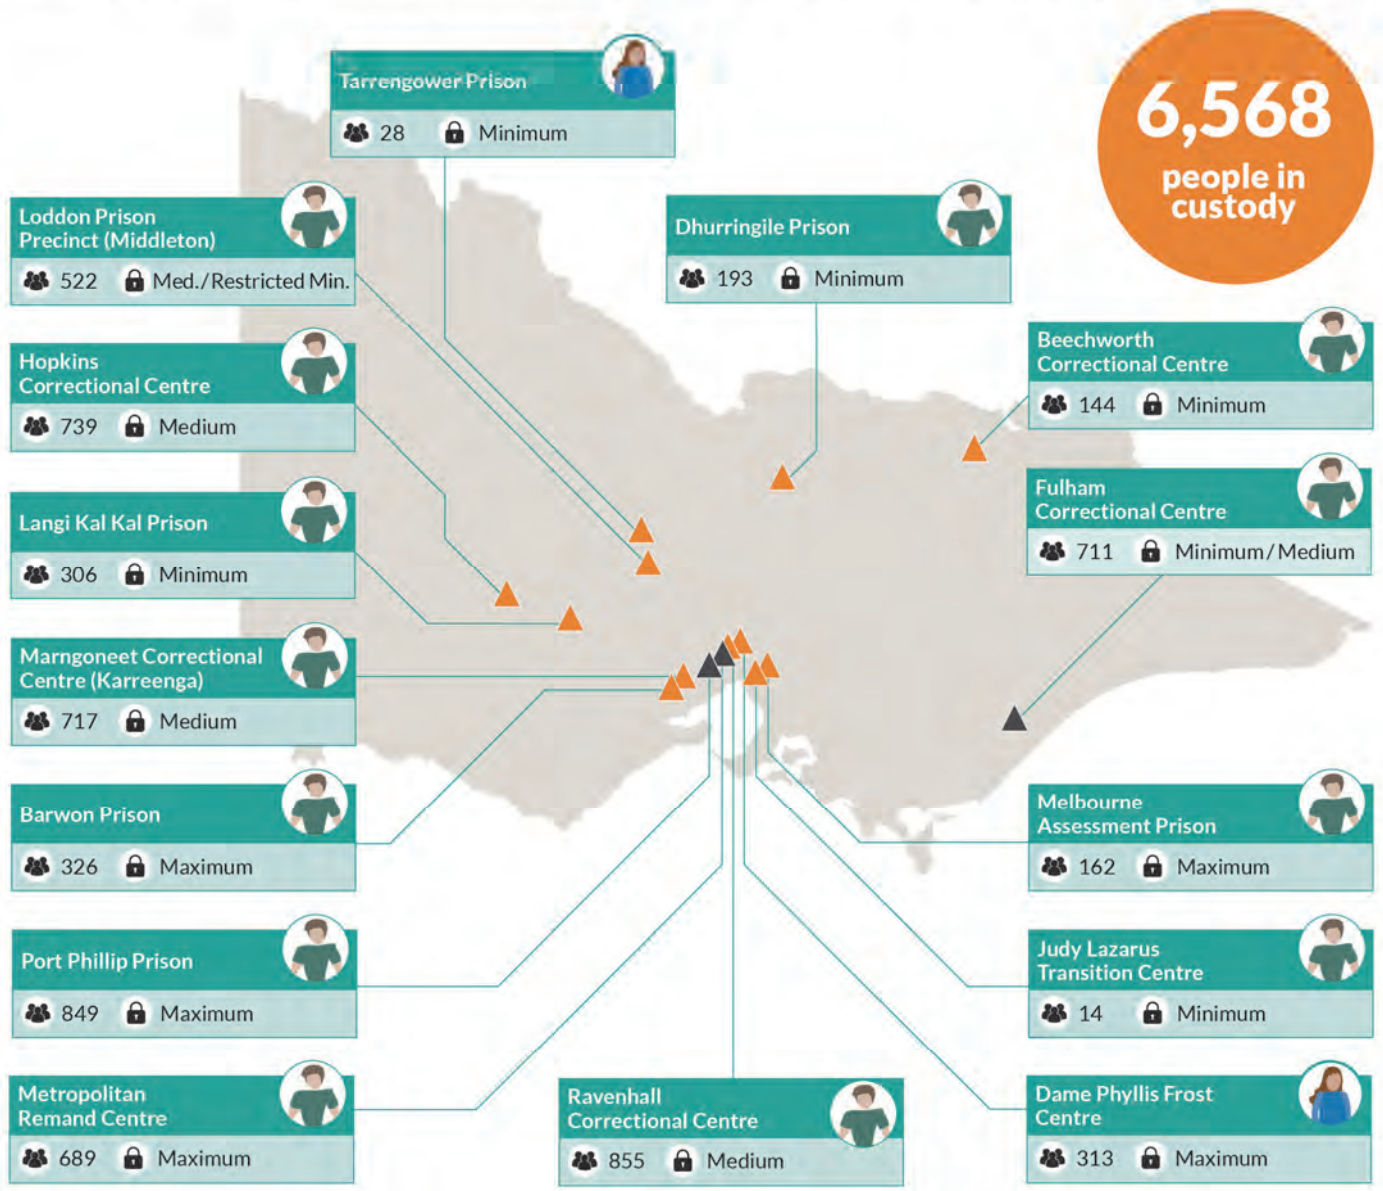 6,568
people in
custody
Tarrengower Prison
28 Minimum
Loddon Prison
Precinct (Middleton)
522 Med./Restricted Min.
Dhurringile Prison
193 Minimum
Beechworth
Correctional Centre
144 Minimum
Hopkins
Correctional Centre
739 Medium
Fulham
Correctional Centre
711 Minimum/Medium
Langi Kal Kal Prison
306 Minimum
Marngoneet Correctional
Centre (Karreenga)
717 Medium
Barwon Prison
326 Maximum
Melbourne
Assessment Prison
162 Maximum
Port Phillip Prison
849 Maximum
Judy Lazarus
Transition Centre
14 Minimum
Metropolitan
Remand Centre
689 Maximum
Ravenhall
Correctional Centre
855 Medium
Dame Phyllis Frost
Centre
313 Maximum